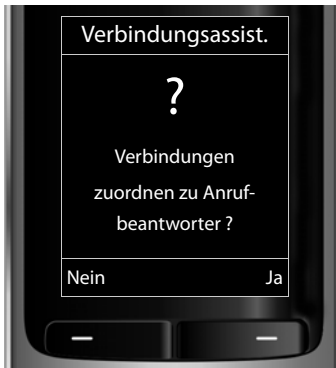 Verbindungsassist.
?
Verbindungen
zuordnen zu Anruf-
beantworter ?
Nein Ja